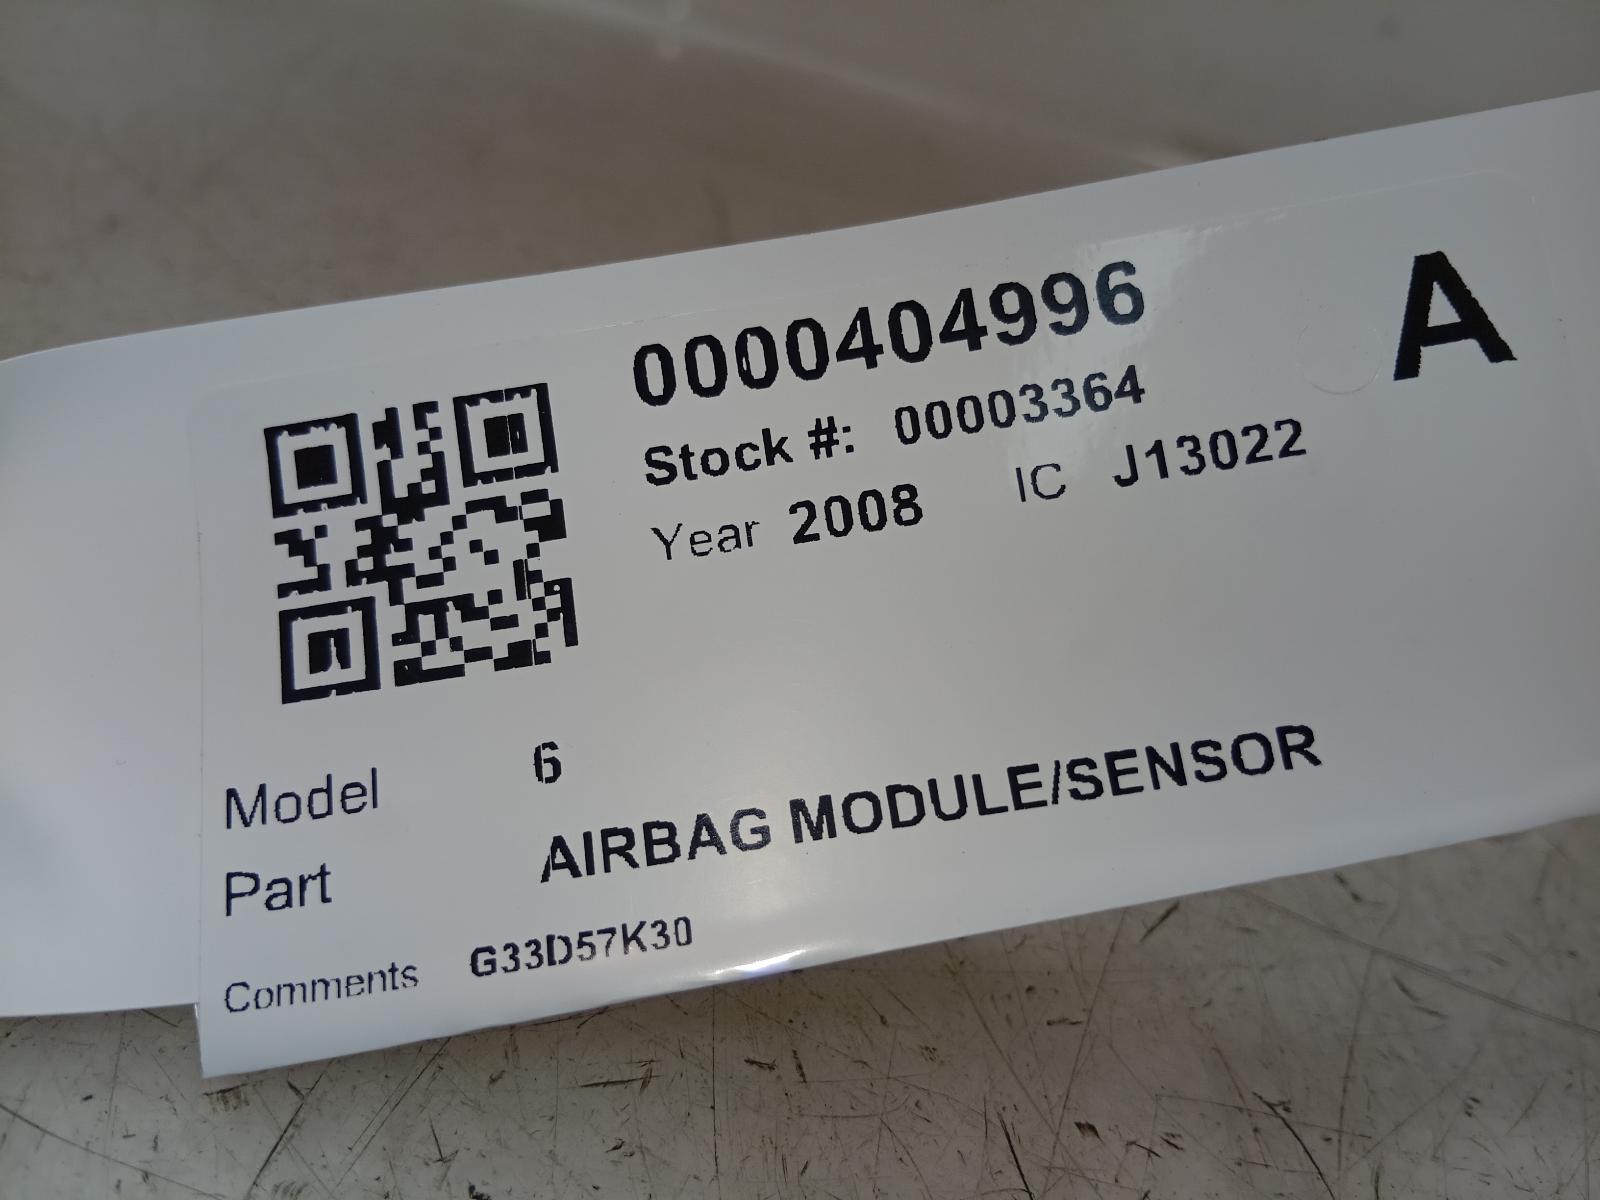 0000404996
A
Stock #: 00003364
Year 2008 IC J13022
Model 6
Part AIRBAG MODULE/SENSOR
Comments G33D57K30